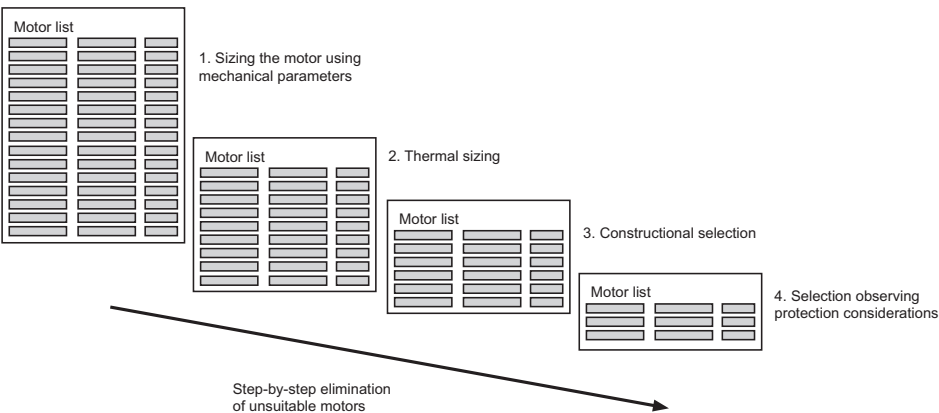 Motor list
1. Sizing the motor using
mechanical parameters
Motor list
2. Thermal sizing
Motor list
3. Constructional selection
Motor list
4. Selection observing
protection considerations
Step-by-step elimination
of unsuitable motors